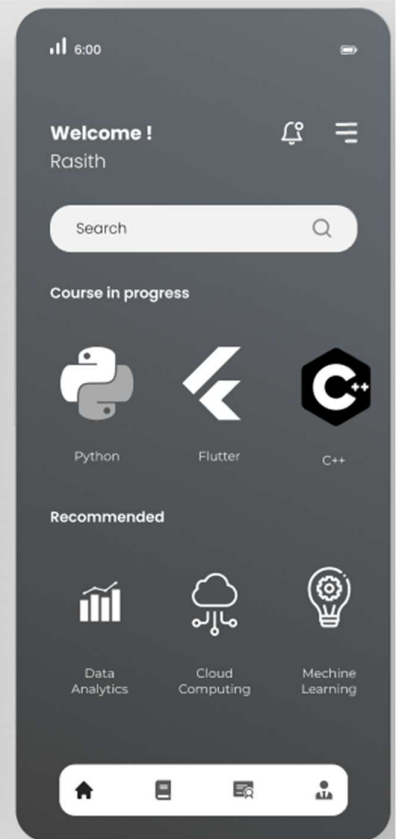 6:00
Welcome !
Rasith
Search
Course in progress
C++
Python
Flutter
C++
Recommended
Data
Analytics
Cloud
Computing
Mechine
Learning